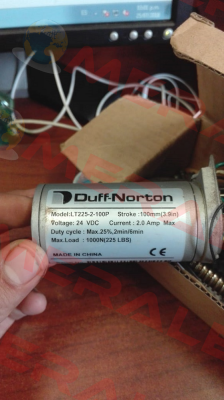 Duff-Norton
Model:LT225-2-100P Stroke :100mm(3.9in)
Voltage: 24 VDC Current : 2.0 Amp Max
Duty cycle : Max.25%,2min/6min
Max.Load : 1000N(225 LBS)
MADE IN CHINA
CE